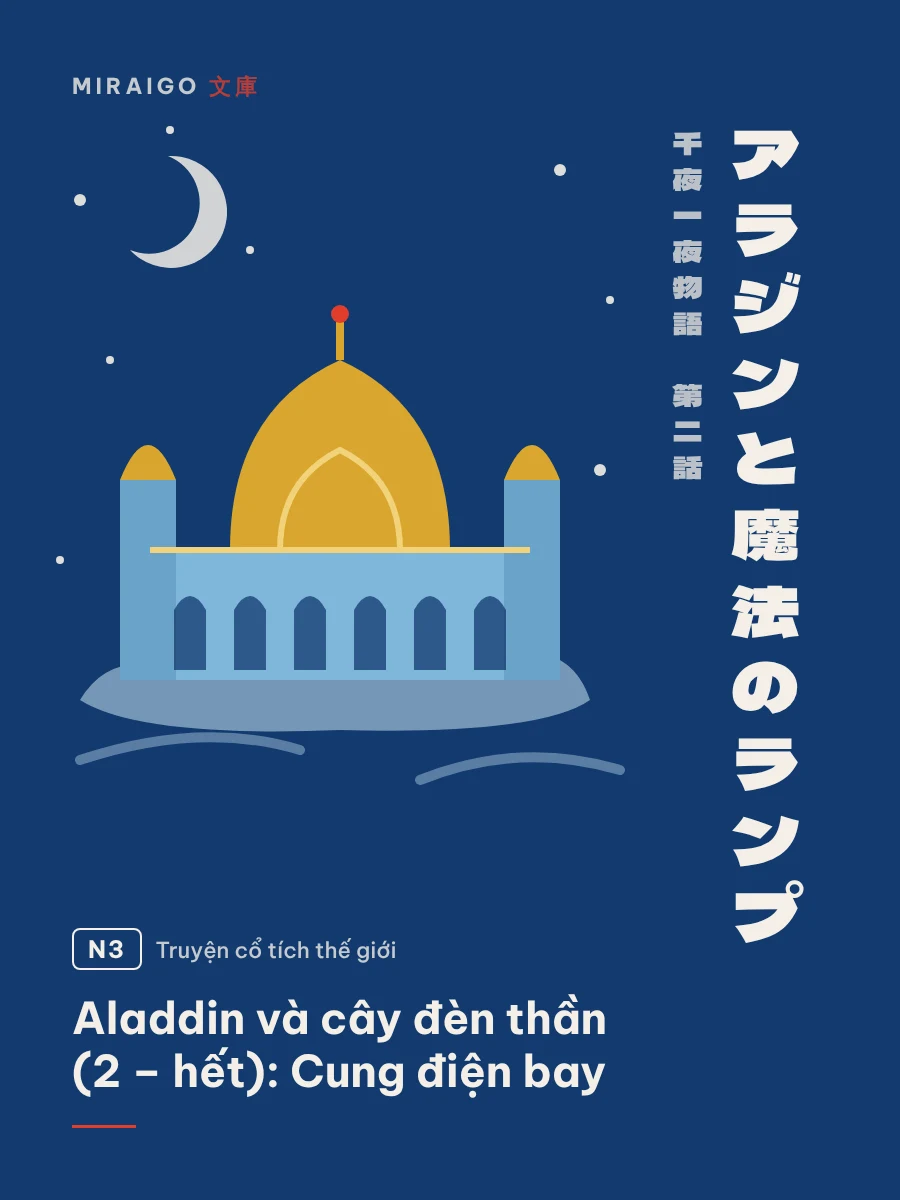 MIRAIGO 文庫
アラジンと魔法のランプ
千夜一夜物語 第二話
N3 Truyện cổ tích thế giới
Aladdin và cây đèn thần
(2 – hết): Cung điện bay